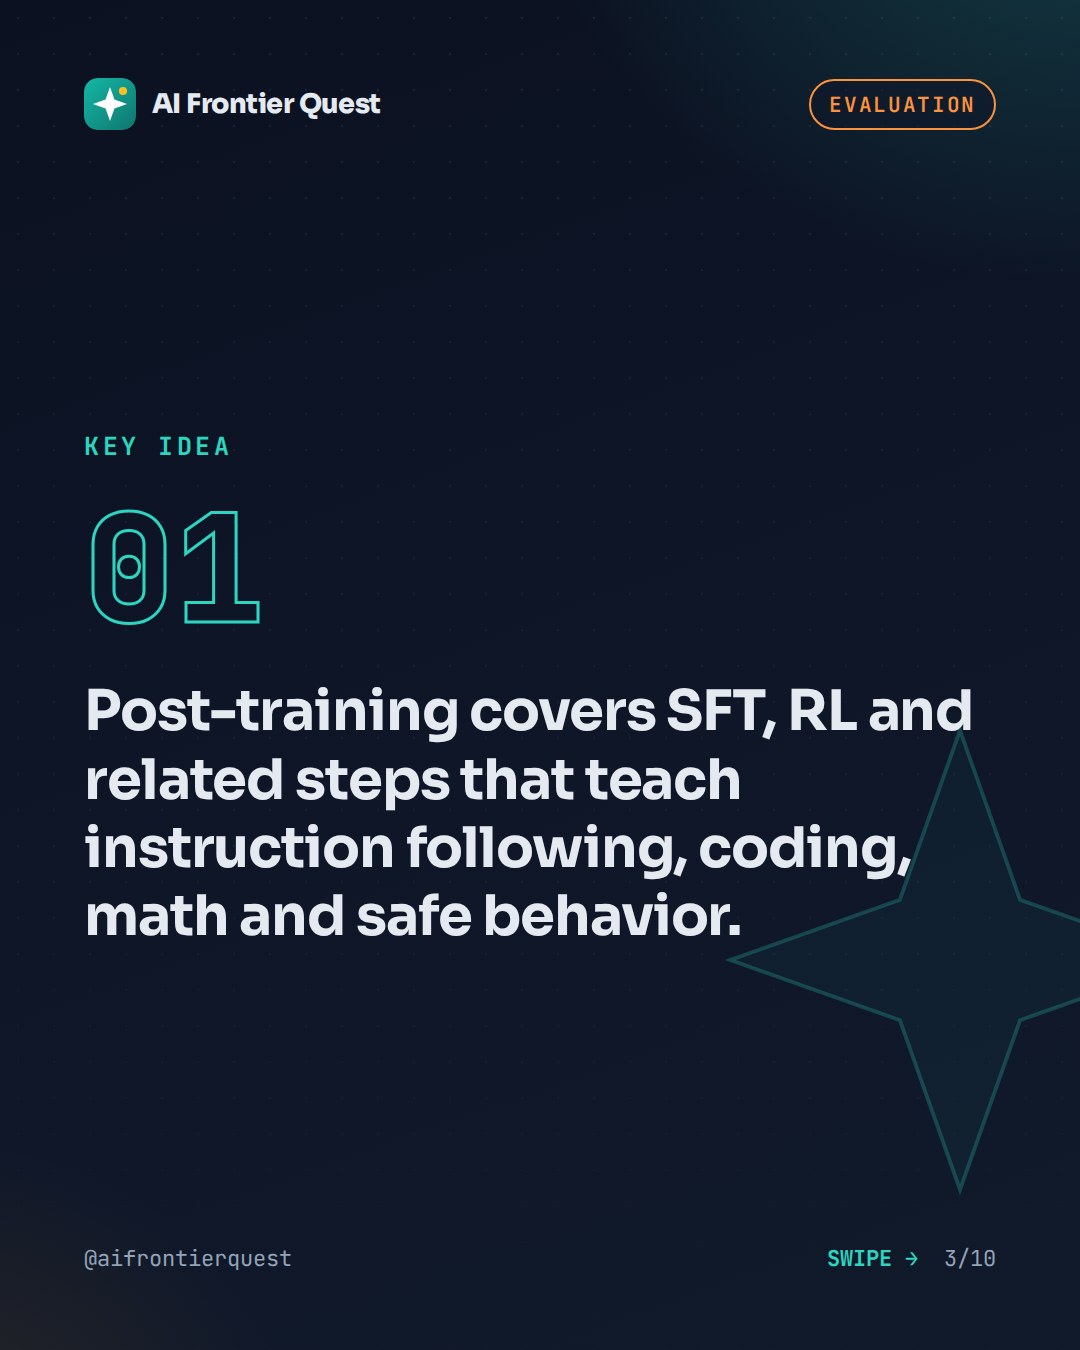 AI Frontier Quest
EVALUATION
KEY IDEA
01
Post-training covers SFT, RL and
related steps that teach
instruction following, coding,
math and safe behavior.
@aifrontierquest
SWIPE → 3/10